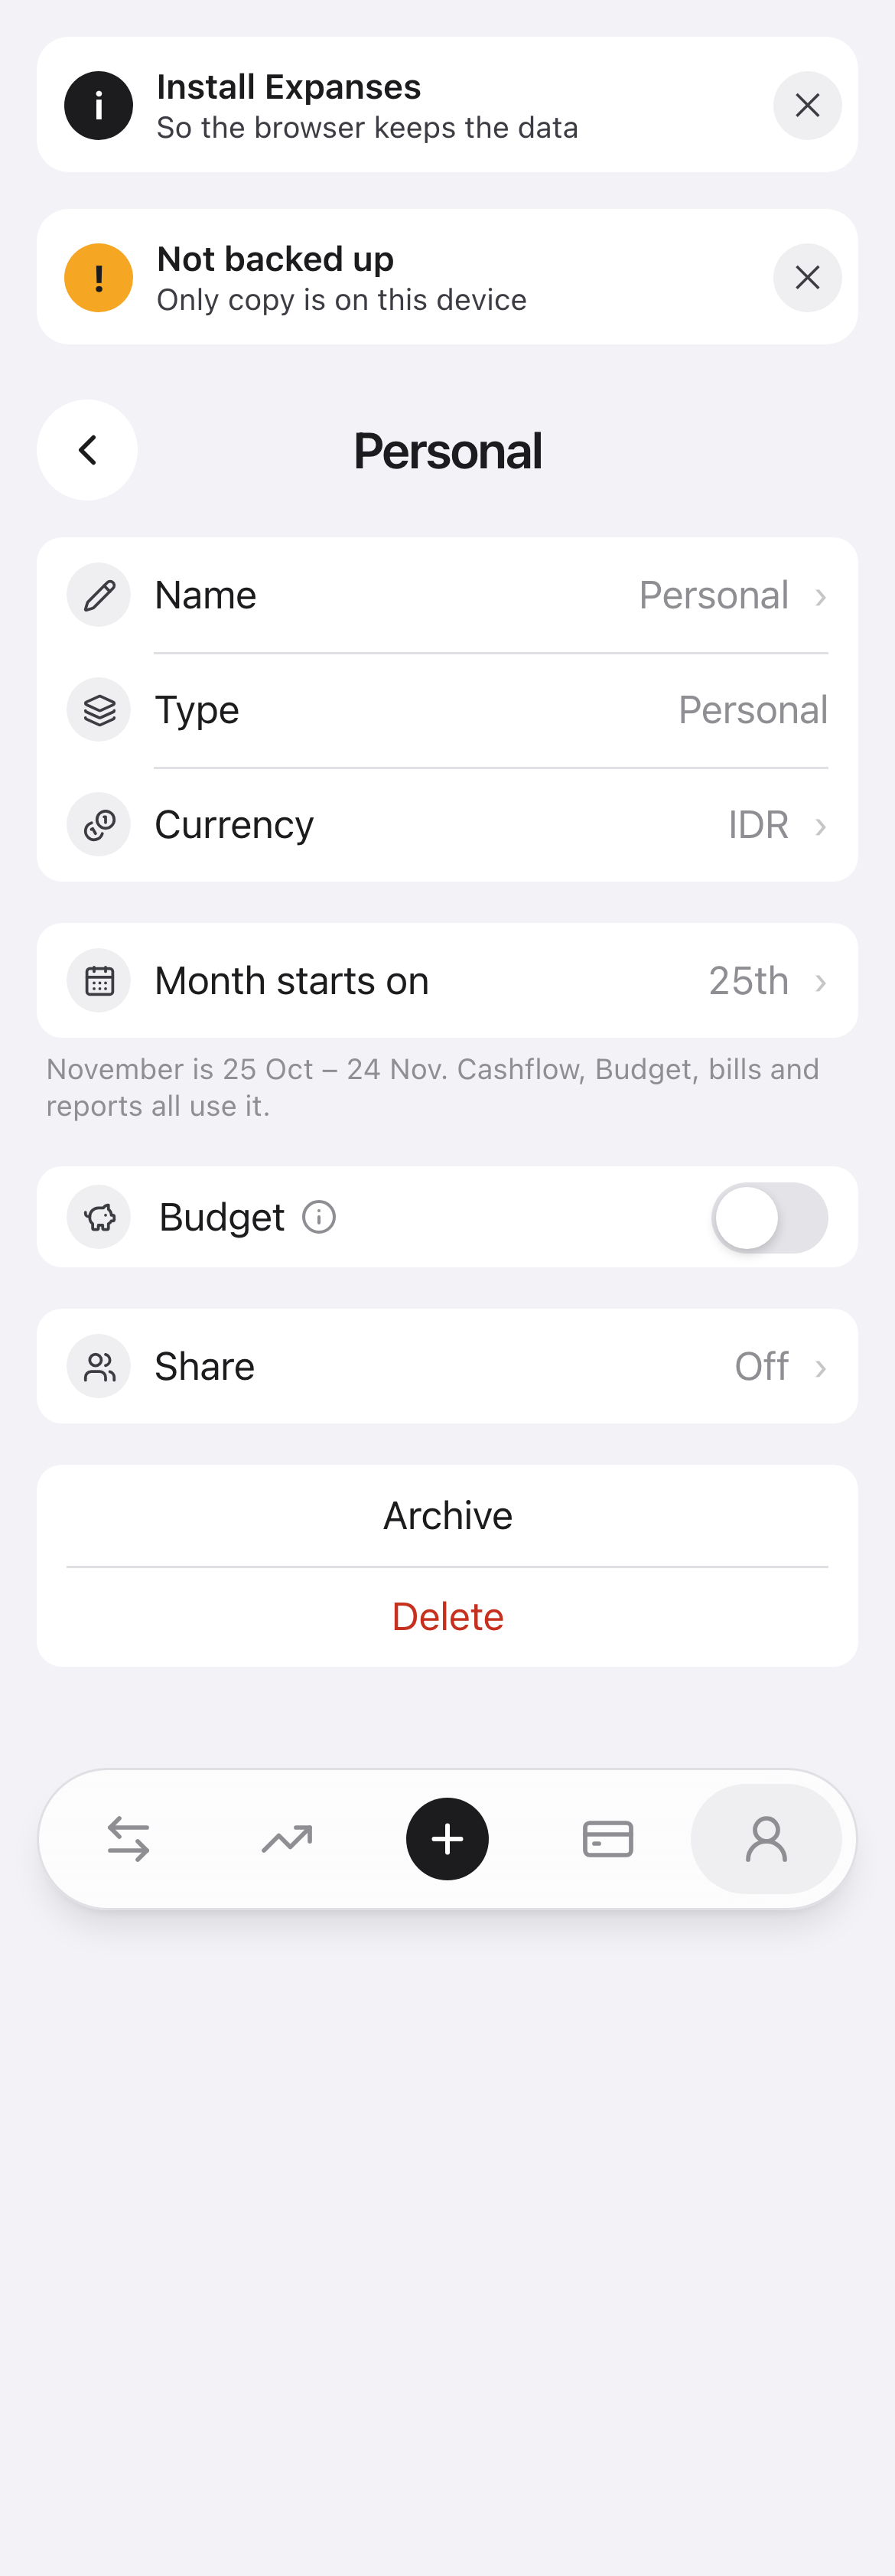 Install Expanses
So the browser keeps the data
Not backed up
Only copy is on this device
Personal
Name Personal
Type Personal
Currency IDR
Month starts on 25th
November is 25 Oct – 24 Nov. Cashflow, Budget, bills and
reports all use it.
Budget
Share Off
Archive
Delete